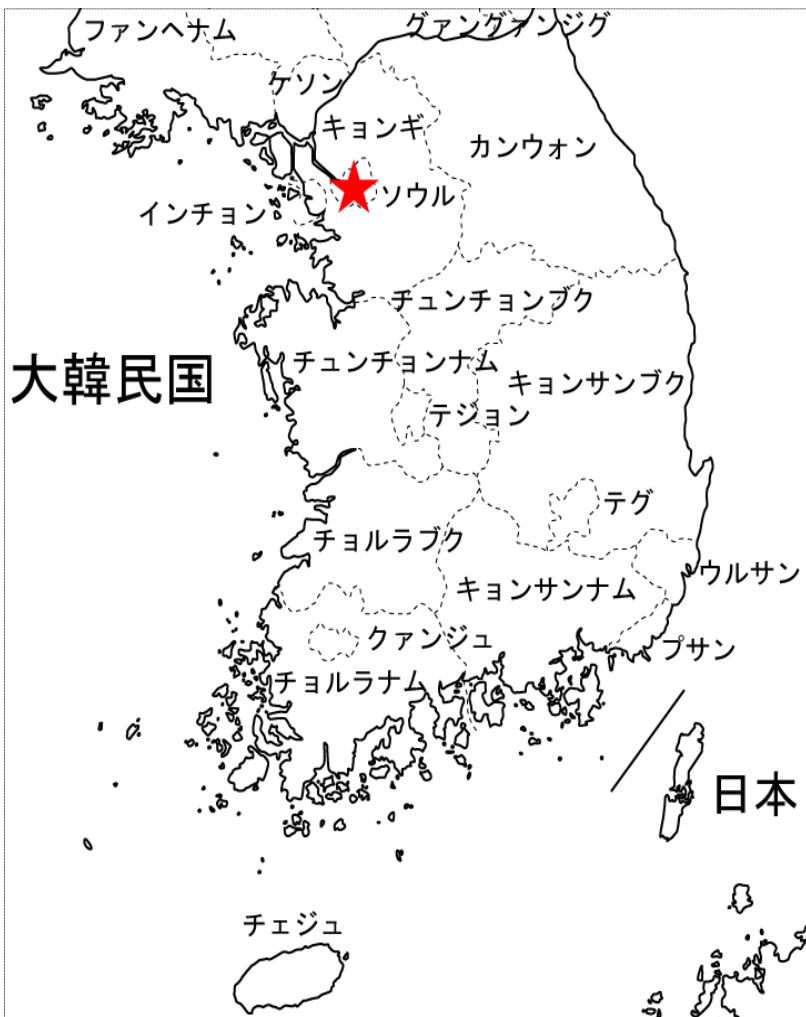 ファンヘナム
グァングァンジグ
ケソン
キョンギ
カンウォン
ソウル
インチョン
チュンチョンブク
大韓民国
チュンチョンナム
キョンサンブク
テジョン
テグ
チョルラブク
ウルサン
キョンサンナム
クァンジュ
プサン
チョルラナム
日本
チェジュ